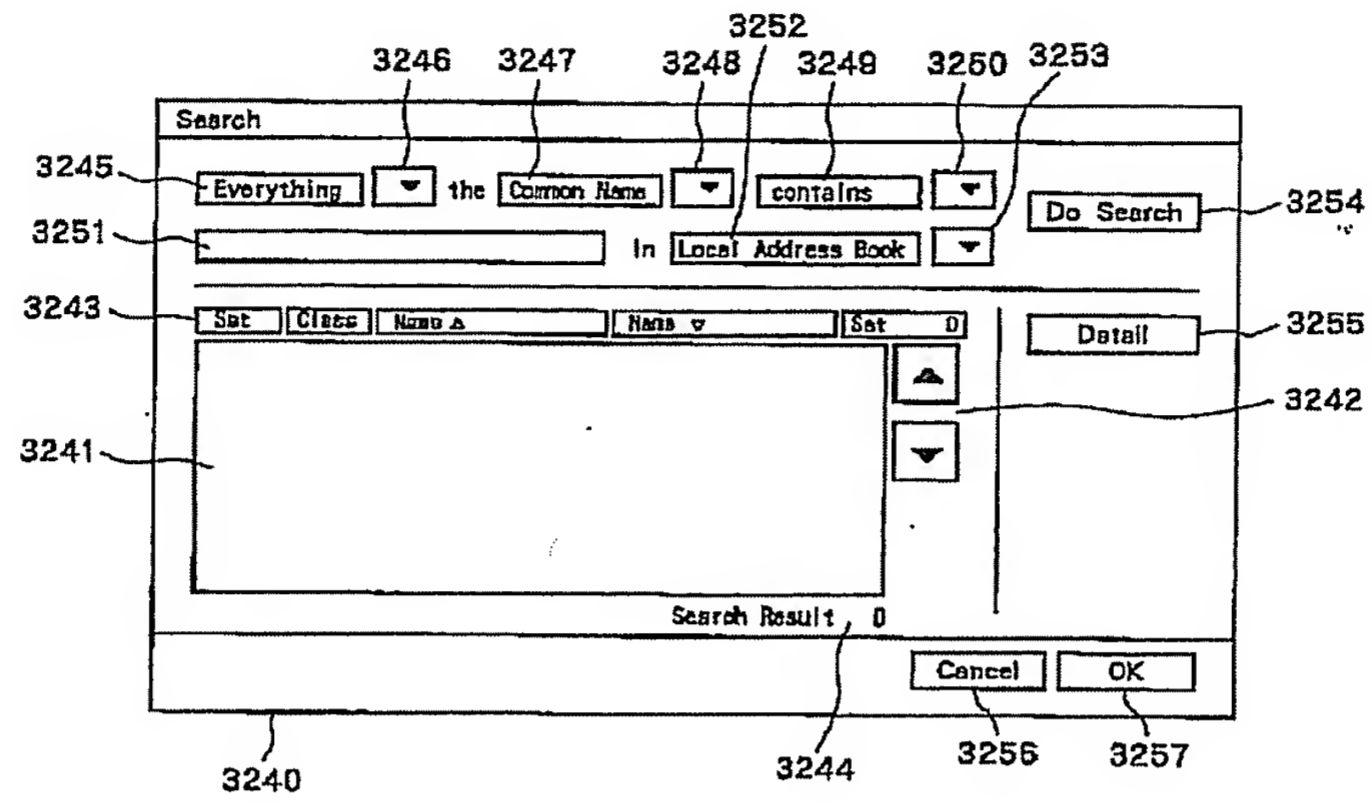 3252
3246 3247 3248 3249 3250 3253
Search
3245 Everything the Common Name contains Do Search 3254
3251 In Local Address Book
3243 Set Class Name Name Set 0 Detail 3255
3242
3241
Search Result 0
Cancel OK
3240 3244 3256 3257